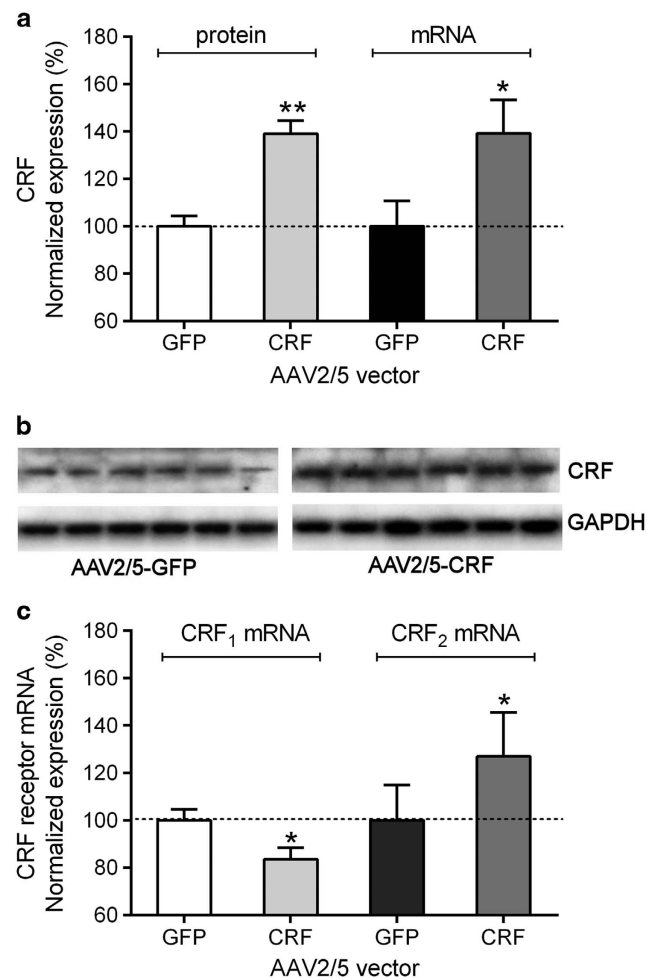 a
CRF
Normalized expression (%)
180
160
140
120
100
80
60
protein
mRNA
**
*
GFP
CRF
GFP
CRF
AAV2/5 vector
b
CRF
GAPDH
AAV2/5-GFP
AAV2/5-CRF
c
CRF receptor mRNA
Normalized expression (%)
180
160
140
120
100
80
60
CRF₁ mRNA
CRF₂ mRNA
*
*
GFP
CRF
GFP
CRF
AAV2/5 vector